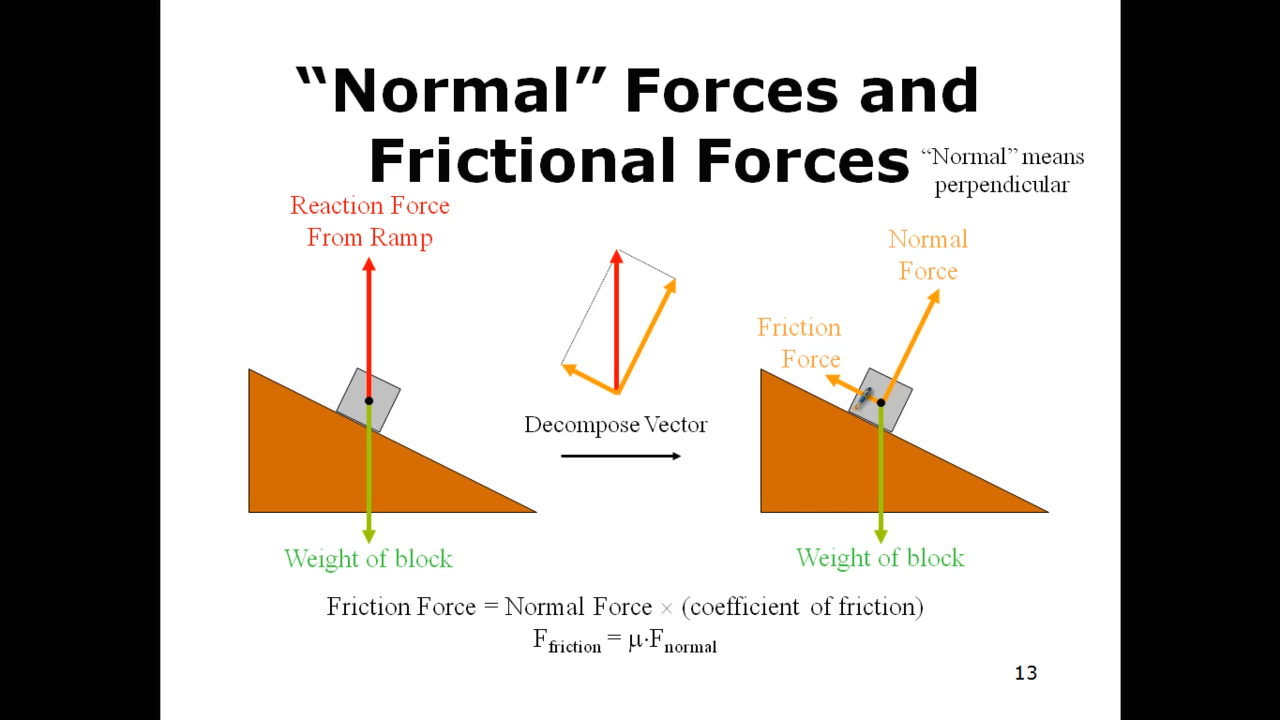 “Normal” Forces and
Frictional Forces
“Normal” means
perpendicular
Reaction Force
From Ramp
Normal
Force
Friction
Force
Decompose Vector
Weight of block
Weight of block
Friction Force = Normal Force × (coefficient of friction)
Ffriction = μ·Fnormal
13